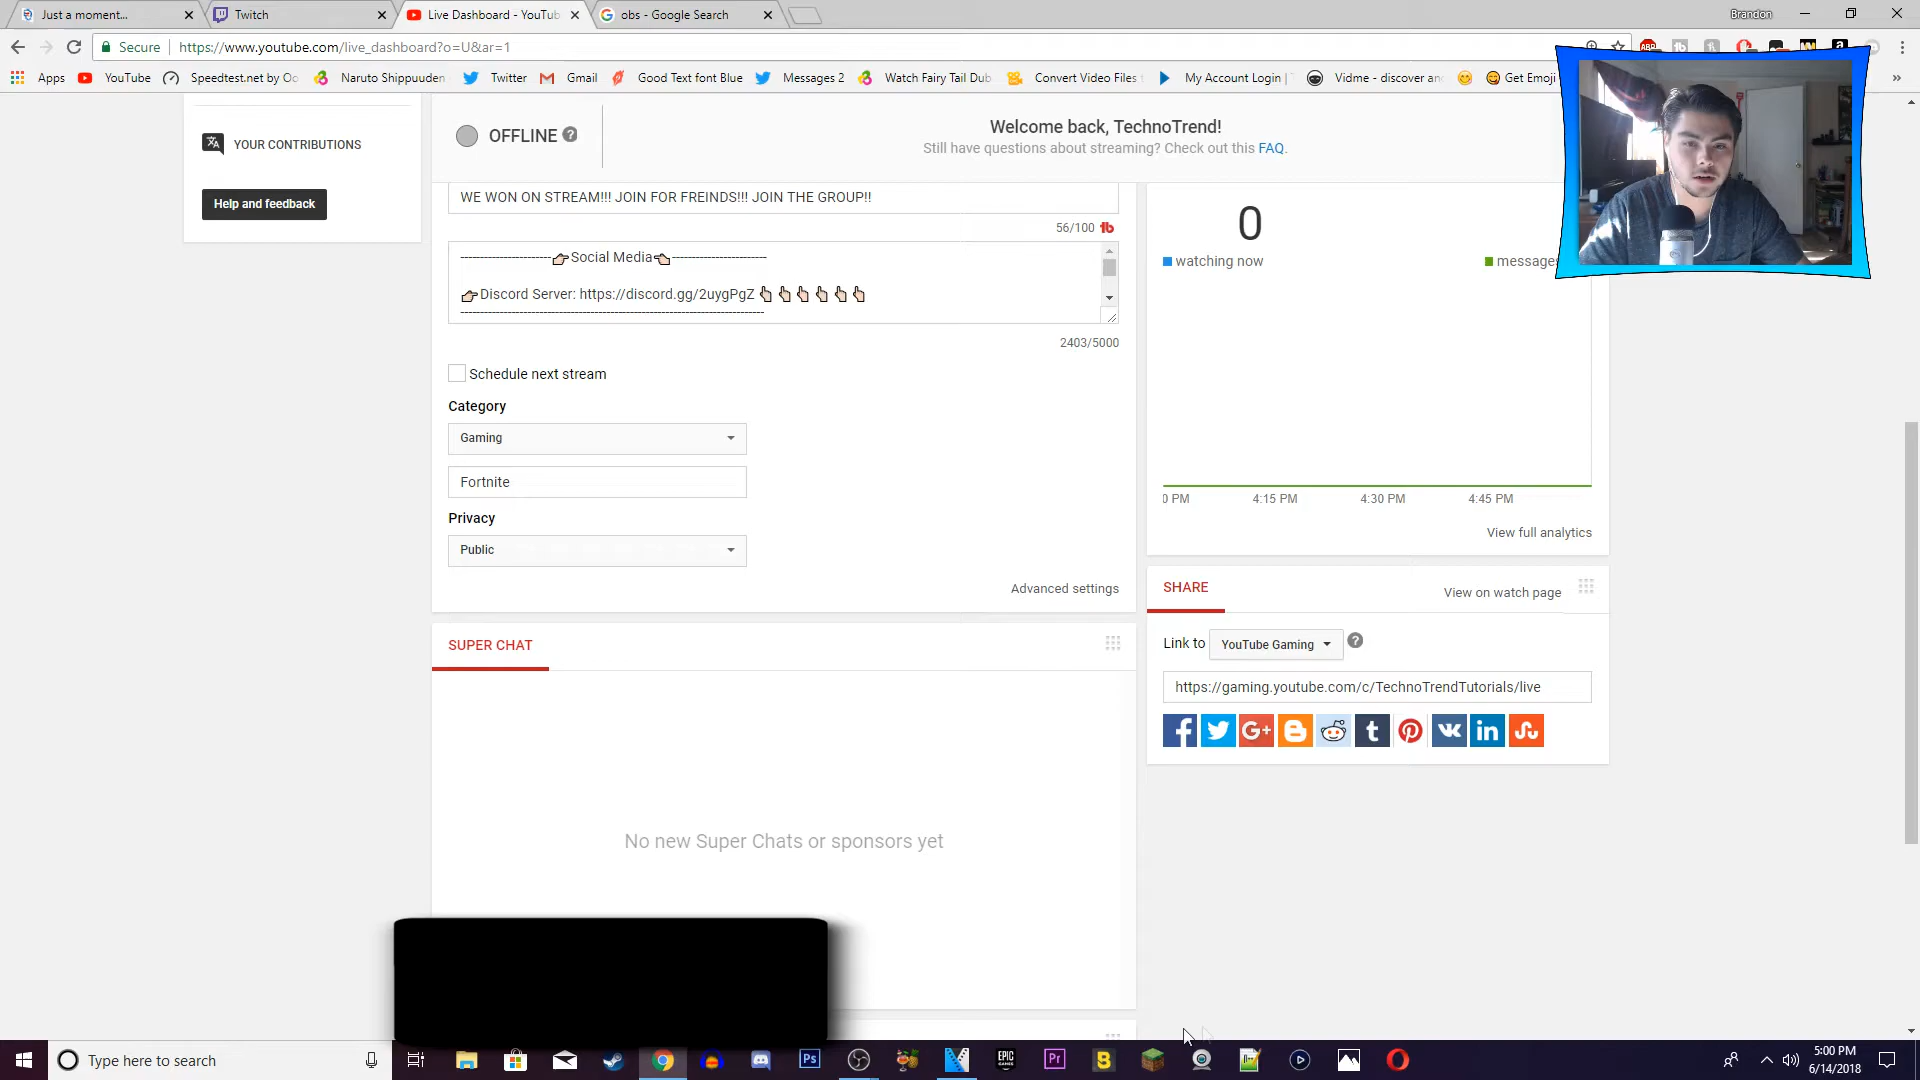 Just a moment...
Twitch
Live Dashboard - YouTub
obs - Google Search
Brandon
Secure
https://www.youtube.com/live_dashboard?o=U&ar=1
Apps
YouTube
Speedtest.net by Oo
Naruto Shippuuden
Twitter
Gmail
Good Text font Blue
Messages 2
Watch Fairy Tail Dub
Convert Video Files
My Account Login |
Vidme - discover an
Get Emoji
YOUR CONTRIBUTIONS
Help and feedback
OFFLINE
Welcome back, TechnoTrend!
Still have questions about streaming? Check out this FAQ.
WE WON ON STREAM!!! JOIN FOR FREINDS!!! JOIN THE GROUP!!
56/100
-----------------------👉Social Media👈------------------------
👉Discord Server: https://discord.gg/2uygPgZ 👆👆👆👆👆👆
2403/5000
Schedule next stream
Category
Gaming
Fortnite
Privacy
Public
Advanced settings
SUPER CHAT
No new Super Chats or sponsors yet
0
watching now
messages
0 PM
4:15 PM
4:30 PM
4:45 PM
View full analytics
SHARE
View on watch page
Link to
YouTube Gaming
https://gaming.youtube.com/c/TechnoTrendTutorials/live
Type here to search
5:00 PM
6/14/2018